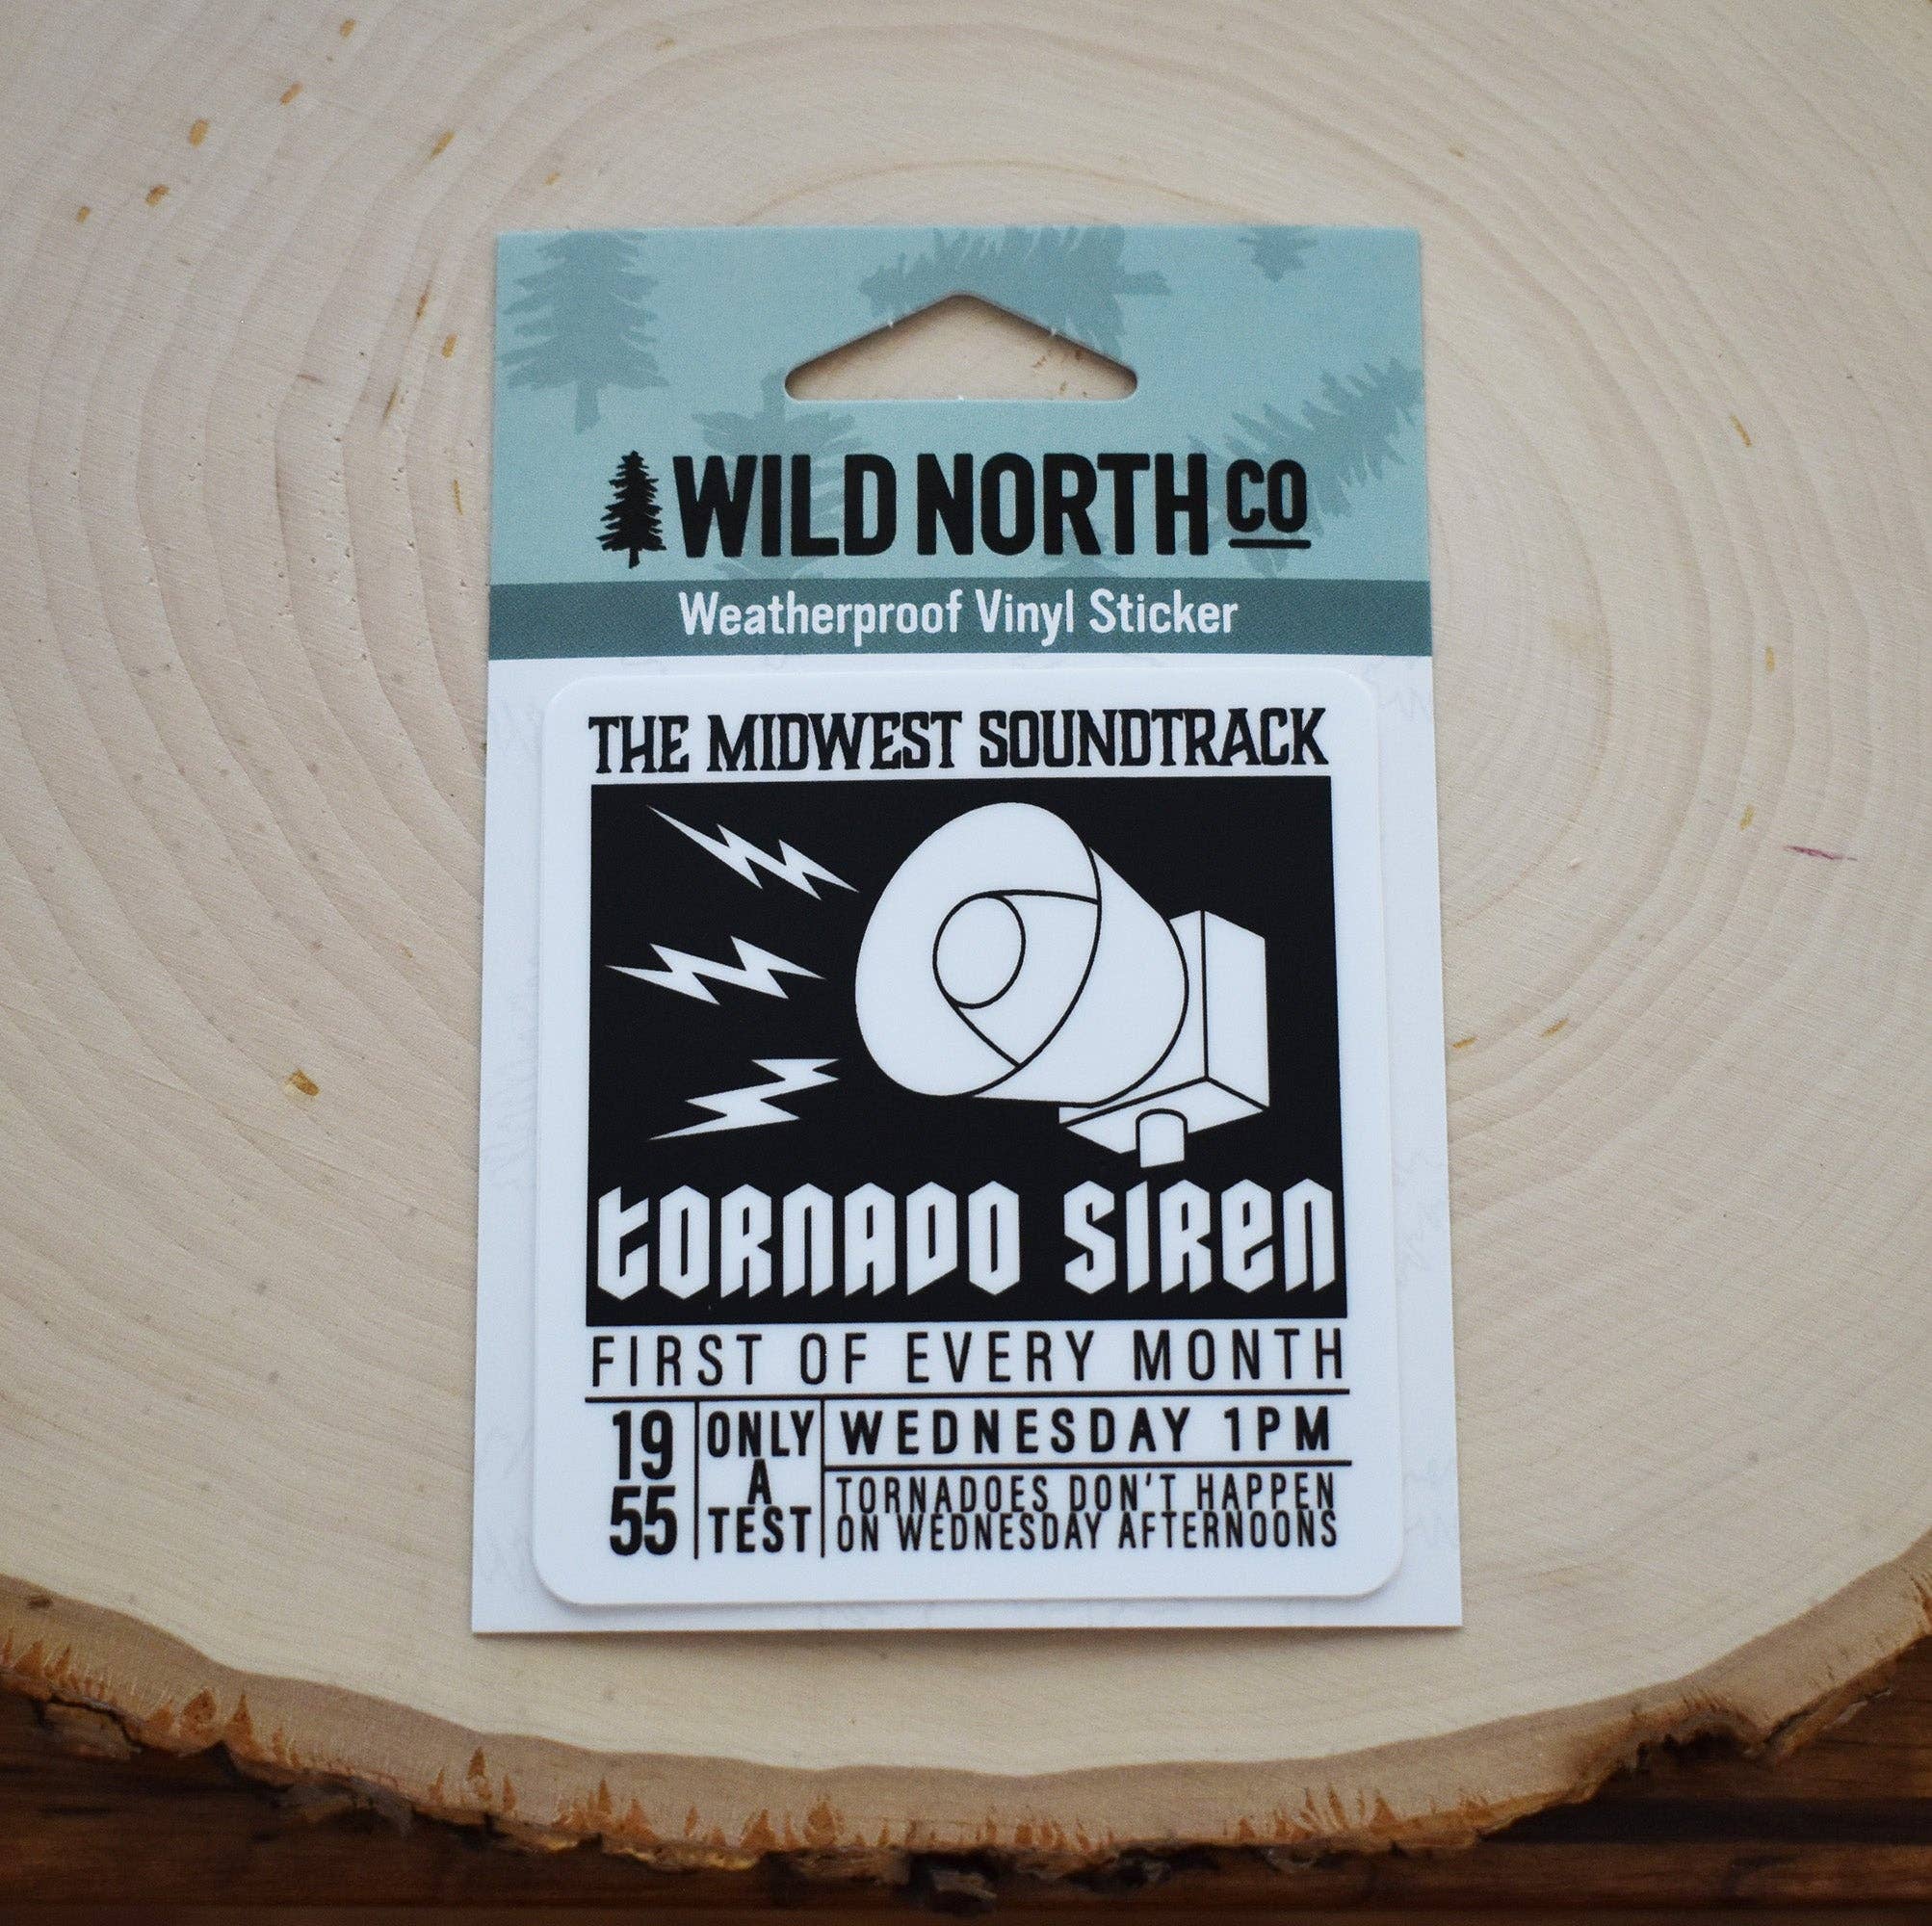 WILD NORTH CO
Weatherproof Vinyl Sticker
THE MIDWEST SOUNDTRACK
tORNADO SIReN
FIRST OF EVERY MONTH
19
55
ONLY
A
TEST
WEDNESDAY 1PM
TORNADOES DON'T HAPPEN
ON WEDNESDAY AFTERNOONS